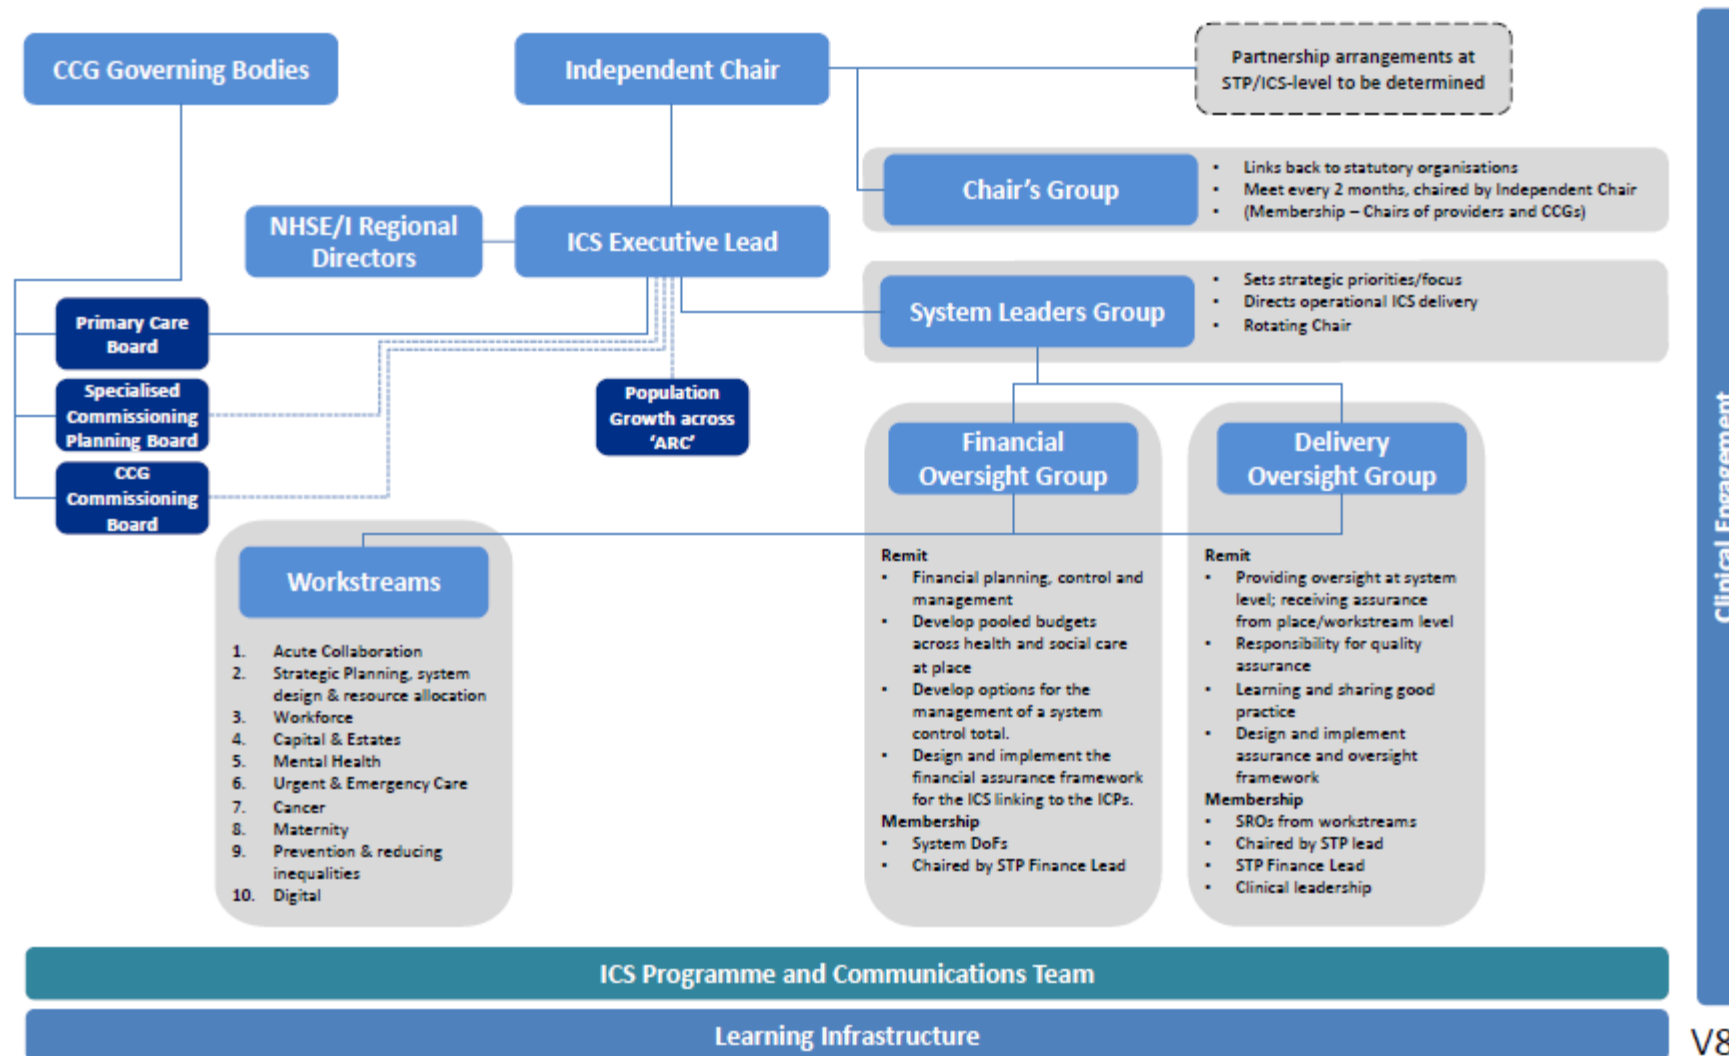 CCG Governing Bodies
Independent Chair
Partnership arrangements at
STP/ICS-level to be determined
Chair's Group
• Links back to statutory organisations
• Meet every 2 months, chaired by Independent Chair
• (Membership – Chairs of providers and CCGs)
NHSE/I Regional
Directors
ICS Executive Lead
System Leaders Group
• Sets strategic priorities/focus
• Directs operational ICS delivery
• Rotating Chair
Primary Care
Board
Specialised
Commissioning
Planning Board
CCG
Commissioning
Board
Population
Growth across
'ARC'
Financial
Oversight Group
Delivery
Oversight Group
Workstreams
1. Acute Collaboration
2. Strategic Planning, system
design & resource allocation
3. Workforce
4. Capital & Estates
5. Mental Health
6. Urgent & Emergency Care
7. Cancer
8. Maternity
9. Prevention & reducing
inequalities
10. Digital
Remit
• Financial planning, control and
management
• Develop pooled budgets
across health and social care
at place
• Develop options for the
management of a system
control total.
• Design and implement the
financial assurance framework
for the ICS linking to the ICPs.
Membership
• System DoFs
• Chaired by STP Finance Lead
Remit
• Providing oversight at system
level; receiving assurance
from place/workstream level
• Responsibility for quality
assurance
• Learning and sharing good
practice
• Design and implement
assurance and oversight
framework
Membership
• SROs from workstreams
• Chaired by STP lead
• STP Finance Lead
• Clinical leadership
ICS Programme and Communications Team
Learning Infrastructure
Clinical Engagement
V8